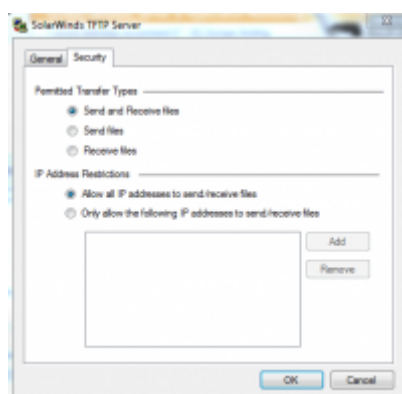 SolarWinds TFTP Server
General Security
Permitted Transfer Types
Send and Receive files
Send files
Receive files
IP Address Restrictions
Allow all IP addresses to send/receive files
Only allow the following IP addresses to send/receive files
Add
Remove
OK Cancel